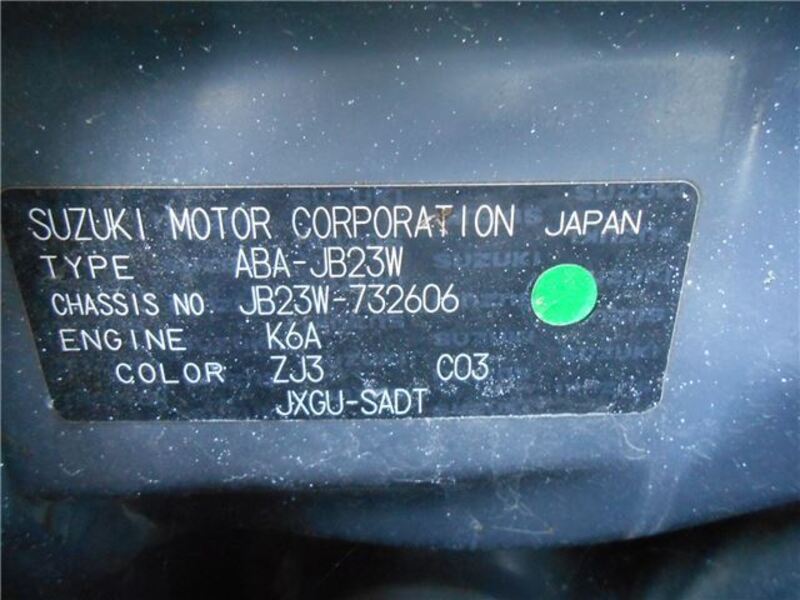 SUZUKI MOTOR CORPORATION JAPAN
TYPE ABA-JB23W
CHASSIS NO. JB23W-732606
ENGINE K6A
COLOR ZJ3 C03
JXGU-SADT